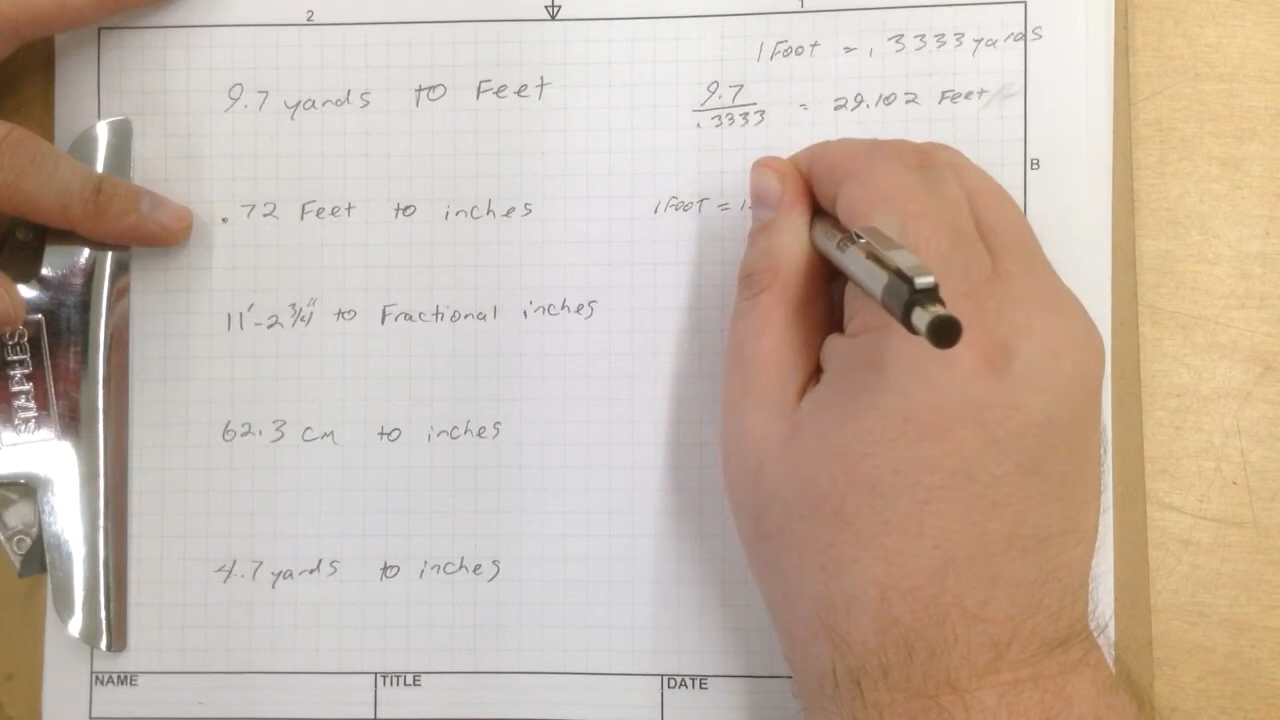 2 1
1 Foot = .3333 yards
9.7 yards to Feet 9.7 / .3333 = 29.102 Feet
B
.72 Feet to inches 1 FOOT = 1
11'-2 3/4" to Fractional inches
62.3 cm to inches
4.7 yards to inches
STAPLES
NAME TITLE DATE